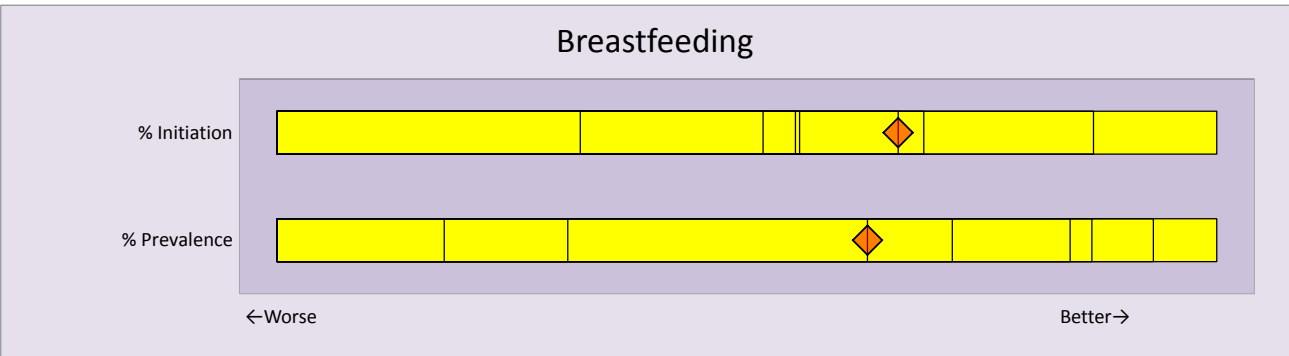 Breastfeeding
% Initiation
% Prevalence
←Worse
Better→